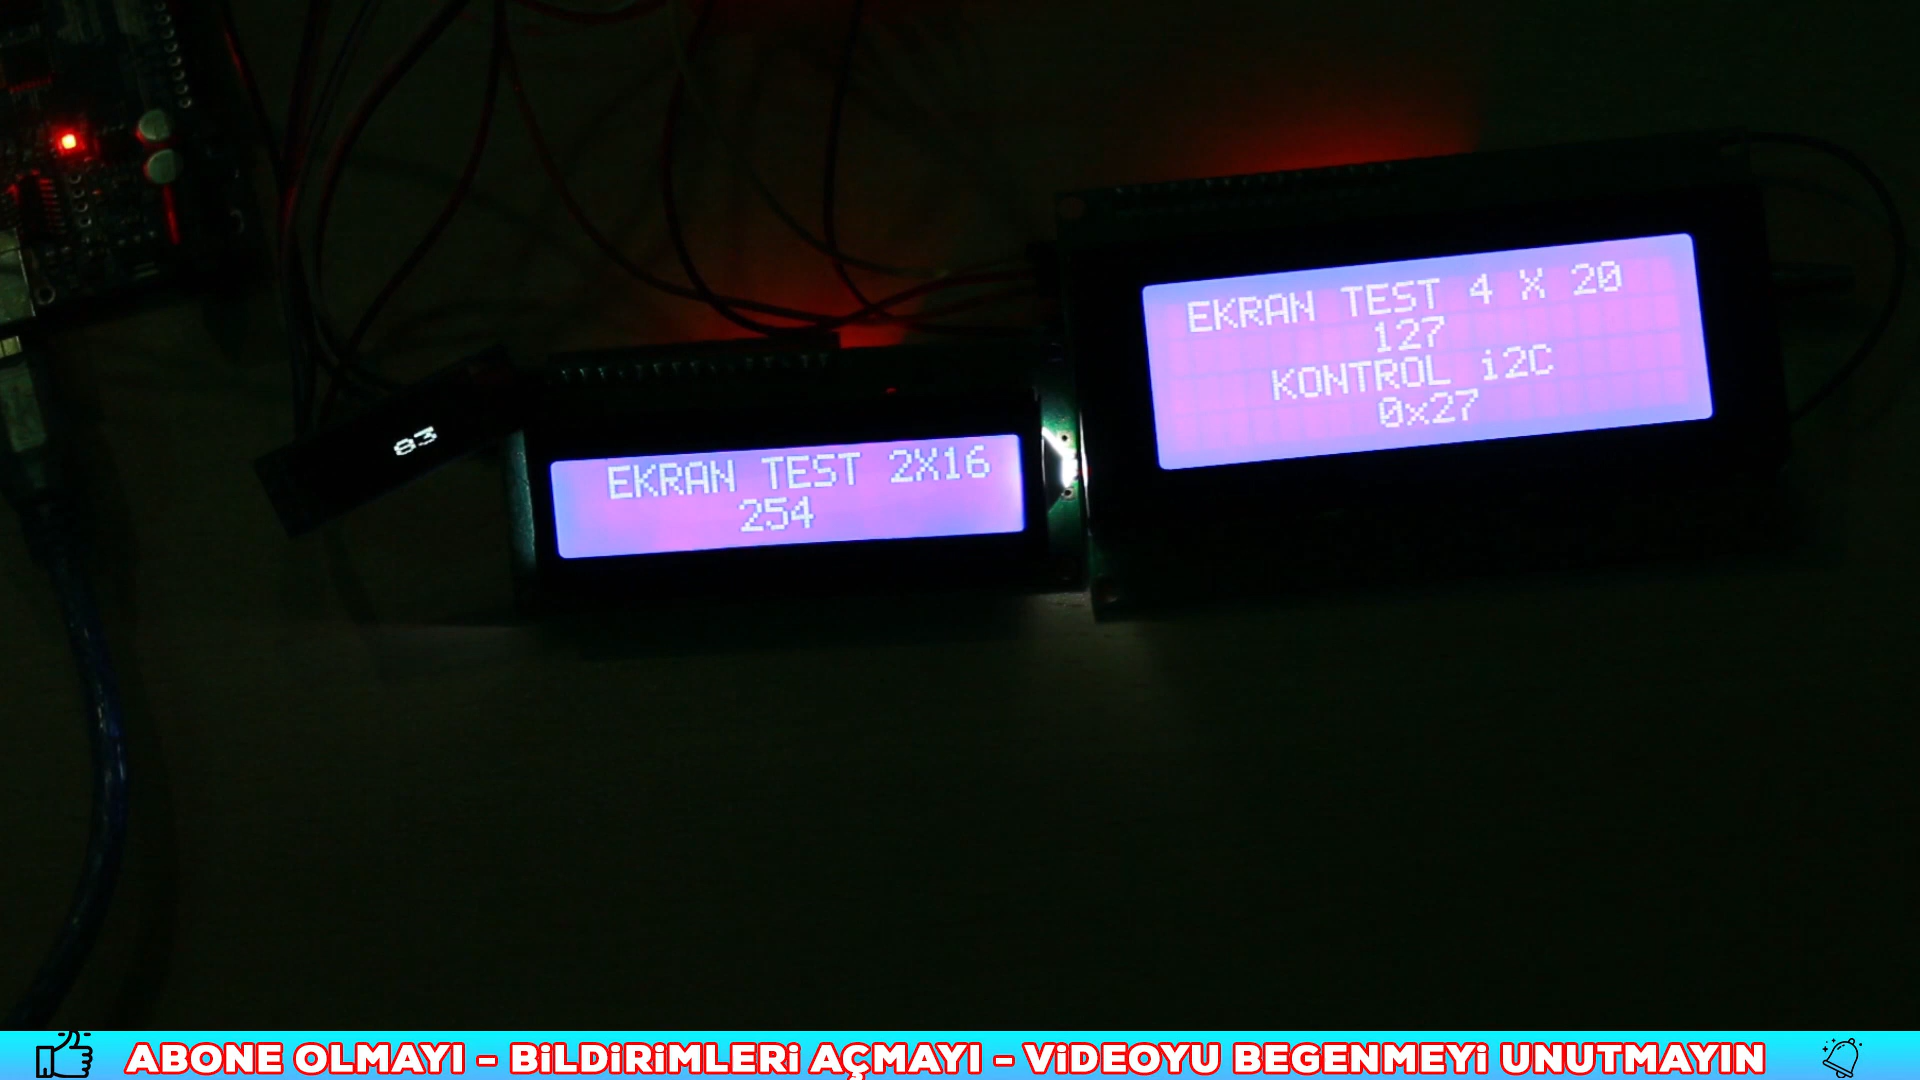 83
EKRAN TEST 2X16
254
EKRAN TEST 4 X 20
127
KONTROL i2C
0x27
ABONE OLMAYI - BiLDiRiMLERi AÇMAYI - ViDEOYU BEGENMEYi UNUTMAYIN